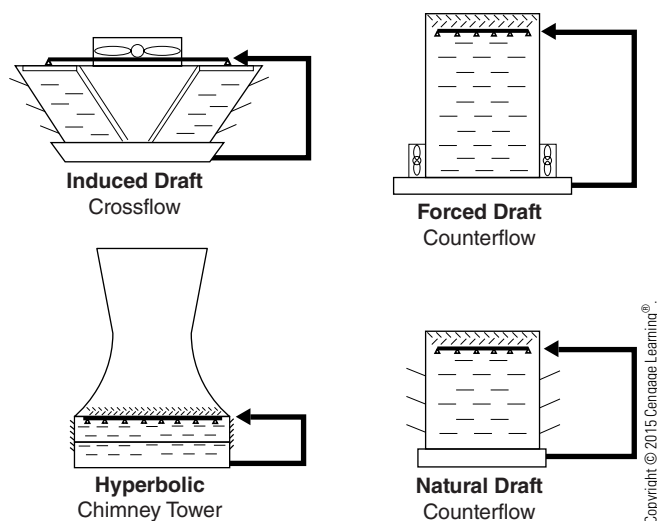 Induced Draft
Crossflow
Forced Draft
Counterflow
Hyperbolic
Chimney Tower
Natural Draft
Counterflow
Copyright © 2015 Cengage Learning®.